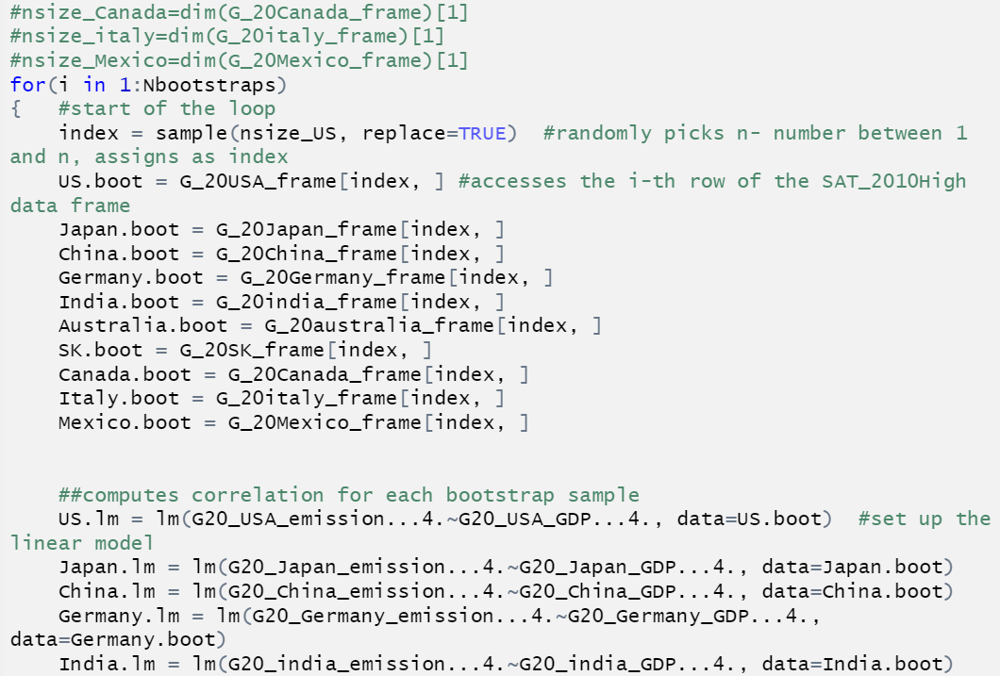 #nsize_Canada=dim(G_20Canada_frame)[1]
#nsize_italy=dim(G_20italy_frame)[1]
#nsize_Mexico=dim(G_20Mexico_frame)[1]
for(i in 1:Nbootstraps)
{   #start of the loop
    index = sample(nsize_US, replace=TRUE)  #randomly picks n- number between 1
and n, assigns as index
    US.boot = G_20USA_frame[index, ] #accesses the i-th row of the SAT_2010High
data frame
    Japan.boot = G_20Japan_frame[index, ]
    China.boot = G_20China_frame[index, ]
    Germany.boot = G_20Germany_frame[index, ]
    India.boot = G_20india_frame[index, ]
    Australia.boot = G_20australia_frame[index, ]
    SK.boot = G_20SK_frame[index, ]
    Canada.boot = G_20Canada_frame[index, ]
    Italy.boot = G_20italy_frame[index, ]
    Mexico.boot = G_20Mexico_frame[index, ]
    ##computes correlation for each bootstrap sample
    US.lm = lm(G20_USA_emission...4.~G20_USA_GDP...4., data=US.boot)  #set up the
linear model
    Japan.lm = lm(G20_Japan_emission...4.~G20_Japan_GDP...4., data=Japan.boot)
    China.lm = lm(G20_China_emission...4.~G20_China_GDP...4., data=China.boot)
    Germany.lm = lm(G20_Germany_emission...4.~G20_Germany_GDP...4.,
data=Germany.boot)
    India.lm = lm(G20_india_emission...4.~G20_india_GDP...4., data=India.boot)